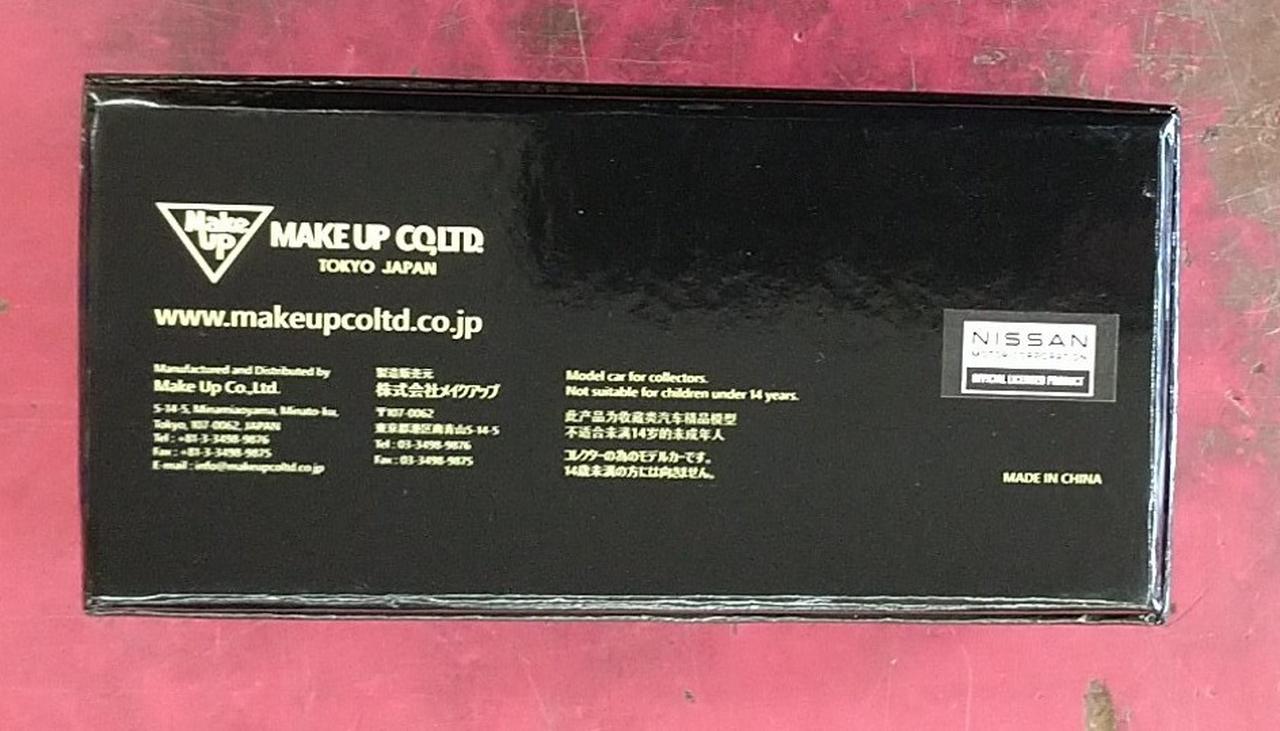 Make Up
MAKE UP CO.,LTD.
TOKYO JAPAN
www.makeupcoltd.co.jp
Manufactured and Distributed by
Make Up Co.,Ltd.
5-14-5, Minamiaoyama, Minato-ku,
Tokyo, 107-0062, JAPAN
Tel : +81-3-3498-9876
Fax : +81-3-3498-9875
E-mail : info@makeupcoltd.co.jp
製造販売元
株式会社メイクアップ
〒107-0062
東京都港区南青山5-14-5
Tel : 03-3498-9876
Fax : 03-3498-9875
Model car for collectors.
Not suitable for children under 14 years.
此产品为收藏类汽车精品模型
不适合未满14岁的未成年人
コレクターの為のモデルカーです。
14歳未満の方には向きません。
NISSAN
MOTOR CORPORATION
OFFICIAL LICENSED PRODUCT
MADE IN CHINA